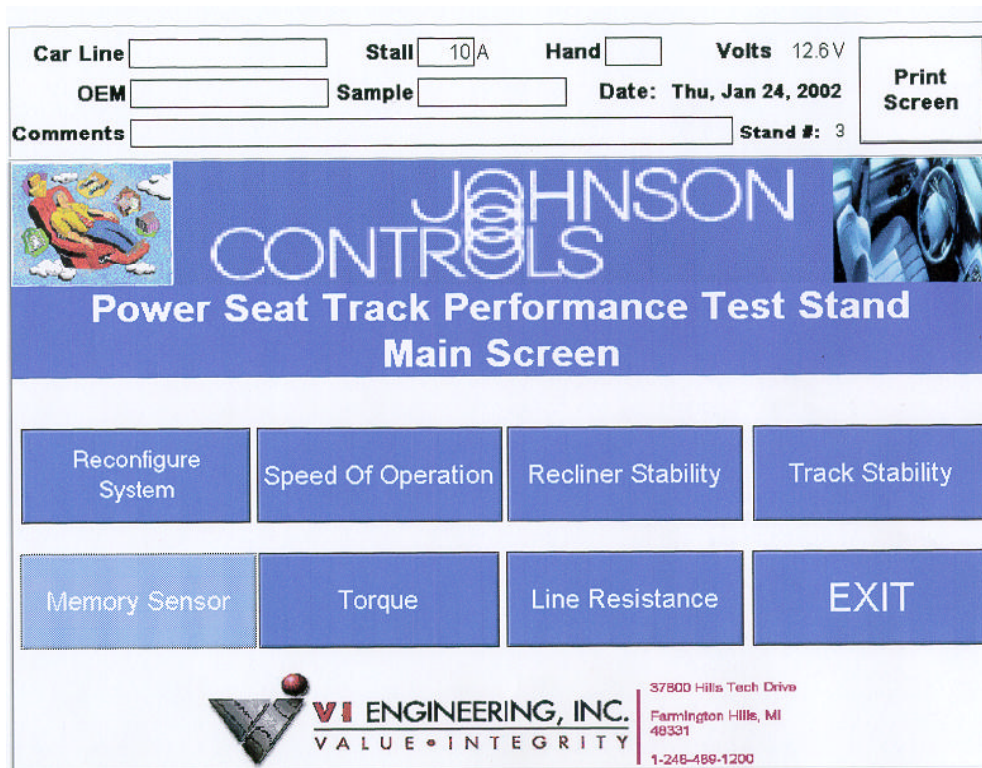 Car Line Stall 10 A Hand Volts 12.6V
OEM Sample Date: Thu, Jan 24, 2002
Comments Stand #: 3
Print
Screen
JOHNSON
CONTROLS
Power Seat Track Performance Test Stand
Main Screen
Reconfigure
System
Speed Of Operation
Recliner Stability
Track Stability
Memory Sensor
Torque
Line Resistance
EXIT
VI ENGINEERING, INC.
VALUE • INTEGRITY
37800 Hills Tech Drive
Farmington Hills, MI
48331
1-248-489-1200